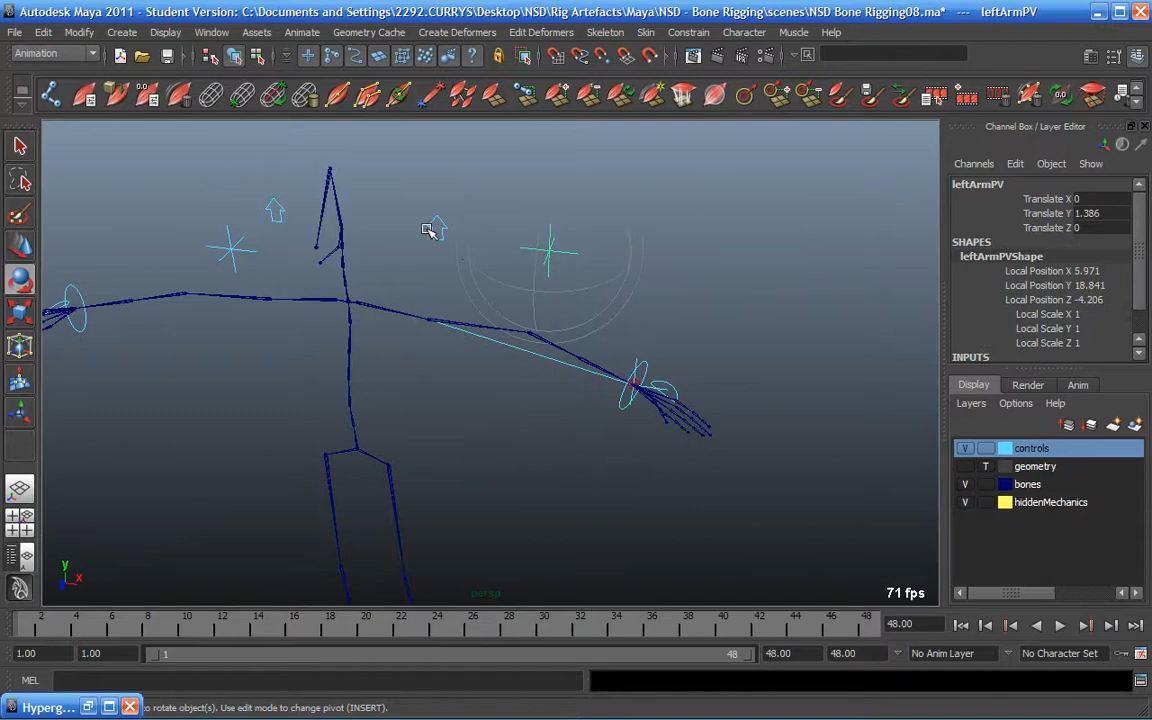 Autodesk Maya 2011 - Student Version: C:\Documents and Settings\2292.CURRYS\Desktop\NSD\Rig Artefacts\Maya\NSD - Bone Rigging\scenes\NSD Bone Rigging08.ma* --- leftArmPV
File Edit Modify Create Display Window Assets Animate Geometry Cache Create Deformers Edit Deformers Skeleton Skin Constrain Character Muscle Help
Animation
Channel Box / Layer Editor
Channels Edit Object Show
leftArmPV
Translate X 0
Translate Y 1.386
Translate Z 0
SHAPES
leftArmPVShape
Local Position X 5.971
Local Position Y 18.841
Local Position Z -4.206
Local Scale X 1
Local Scale Y 1
Local Scale Z 1
INPUTS
Display Render Anim
Layers Options Help
V controls
T geometry
V bones
V hiddenMechanics
y
x
persp
71 fps
2 4 6 8 10 12 14 16 18 20 22 24 26 28 30 32 34 36 38 40 42 44 46 48
48.00
1.00 1.00 1 48 48.00 48.00 No Anim Layer No Character Set
MEL
Hyperg... to rotate object(s). Use edit mode to change pivot (INSERT).